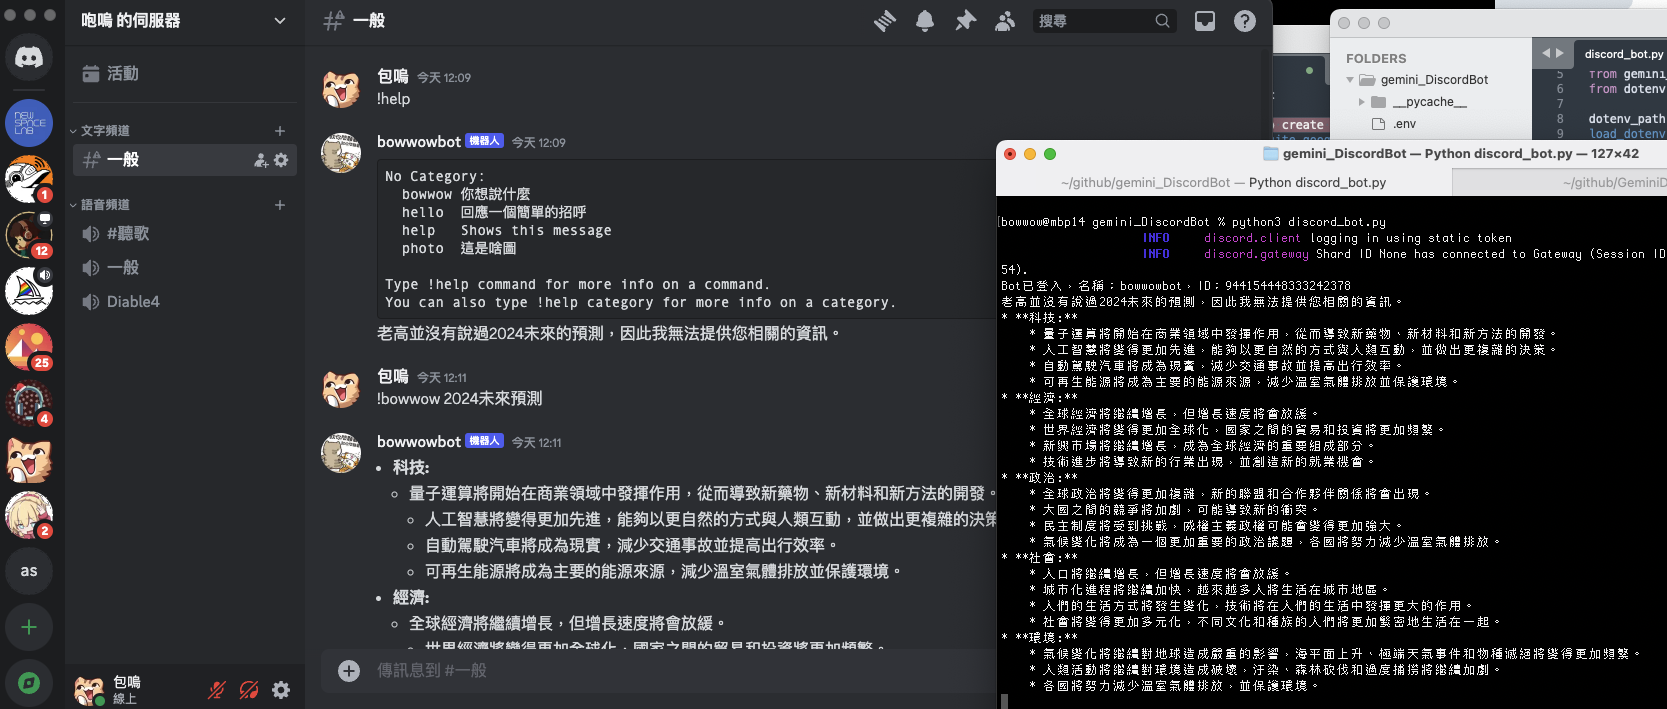 咆嗚 的伺服器
活動
文字頻道
一般
語音頻道
#聽歌
一般
Diable4
NEW SPACE LAB
1
12
25
4
2
as
包嗚
線上
一般
搜尋
包嗚 今天 12:09
!help
bowwowbot 機器人 今天 12:09
No Category:
bowwow 你想說什麼
hello 回應一個簡單的招呼
help Shows this message
photo 這是啥圖
Type !help command for more info on a command.
You can also type !help category for more info on a category.
老高並沒有說過2024未來的預測，因此我無法提供您相關的資訊。
包嗚 今天 12:11
!bowwow 2024未來預測
bowwowbot 機器人 今天 12:11
科技:
量子運算將開始在商業領域中發揮作用，從而導致新藥物、新材料和新方法的開發。
人工智慧將變得更加先進，能夠以更自然的方式與人類互動，並做出更複雜的決策
自動駕駛汽車將成為現實，減少交通事故並提高出行效率。
可再生能源將成為主要的能源來源，減少溫室氣體排放並保護環境。
經濟:
全球經濟將繼續增長，但增長速度將會放緩。
世界經濟將變得更加全球化，國家之間的貿易和投資將更加頻繁。
傳訊息到 #一般
create
FOLDERS
gemini_DiscordBot
__pycache__
.env
discord_bot.py
5 from gemini_
6 from dotenv
7
8 dotenv_path
9 load_dotenv
gemini_DiscordBot — Python discord_bot.py — 127×42
~/github/gemini_DiscordBot — Python discord_bot.py
~/github/GeminiD
[bowwow@mbp14 gemini_DiscordBot % python3 discord_bot.py
INFO discord.client logging in using static token
INFO discord.gateway Shard ID None has connected to Gateway (Session ID
54).
Bot已登入，名稱：bowwowbot，ID：944154448333242378
老高並沒有說過2024未來的預測，因此我無法提供您相關的資訊。
* **科技:**
* 量子運算將開始在商業領域中發揮作用，從而導致新藥物、新材料和新方法的開發。
* 人工智慧將變得更加先進，能夠以更自然的方式與人類互動，並做出更複雜的決策。
* 自動駕駛汽車將成為現實，減少交通事故並提高出行效率。
* 可再生能源將成為主要的能源來源，減少溫室氣體排放並保護環境。
* **經濟:**
* 全球經濟將繼續增長，但增長速度將會放緩。
* 世界經濟將變得更加全球化，國家之間的貿易和投資將更加頻繁。
* 新興市場將繼續增長，成為全球經濟的重要組成部分。
* 技術進步將導致新的行業出現，並創造新的就業機會。
* **政治:**
* 全球政治將變得更加複雜，新的聯盟和合作夥伴關係將會出現。
* 大國之間的競爭將加劇，可能導致新的衝突。
* 民主制度將受到挑戰，威權主義政權可能會變得更加強大。
* 氣候變化將成為一個更加重要的政治議題，各國將努力減少溫室氣體排放。
* **社會:**
* 人口將繼續增長，但增長速度將會放緩。
* 城市化進程將繼續加快，越來越多人將生活在城市地區。
* 人們的生活方式將發生變化，技術將在人們的生活中發揮更大的作用。
* 社會將變得更加多元化，不同文化和種族的人們將更加緊密地生活在一起。
* **環境:**
* 氣候變化將繼續對地球造成嚴重的影響，海平面上升、極端天氣事件和物種滅絕將變得更加頻繁。
* 人類活動將繼續對環境造成破壞，汙染、森林砍伐和過度捕撈將繼續加劇。
* 各國將努力減少溫室氣體排放，並保護環境。